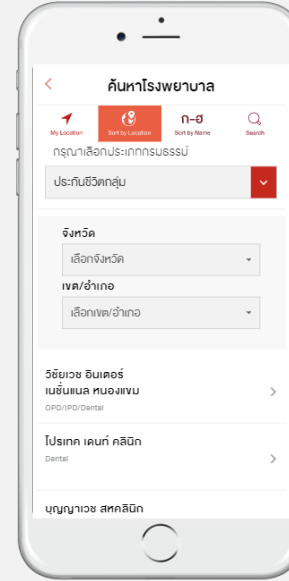 ค้นหาโรงพยาบาล
My Location
Sort by Location
ก-ฮ
Sort by Name
Search
กรุณาเลือกประเภทกรมธรรม์
ประกันชีวิตกลุ่ม
จังหวัด
เลือกจังหวัด
เขต/อำเภอ
เลือกเขต/อำเภอ
วิชัยเวช อินเตอร์
เนชั่นแนล หนองแขม
OPD/IPD/Dental
โปรเทค เดนท์ คลินิก
Dental
บุญญาเวช สหคลินิก